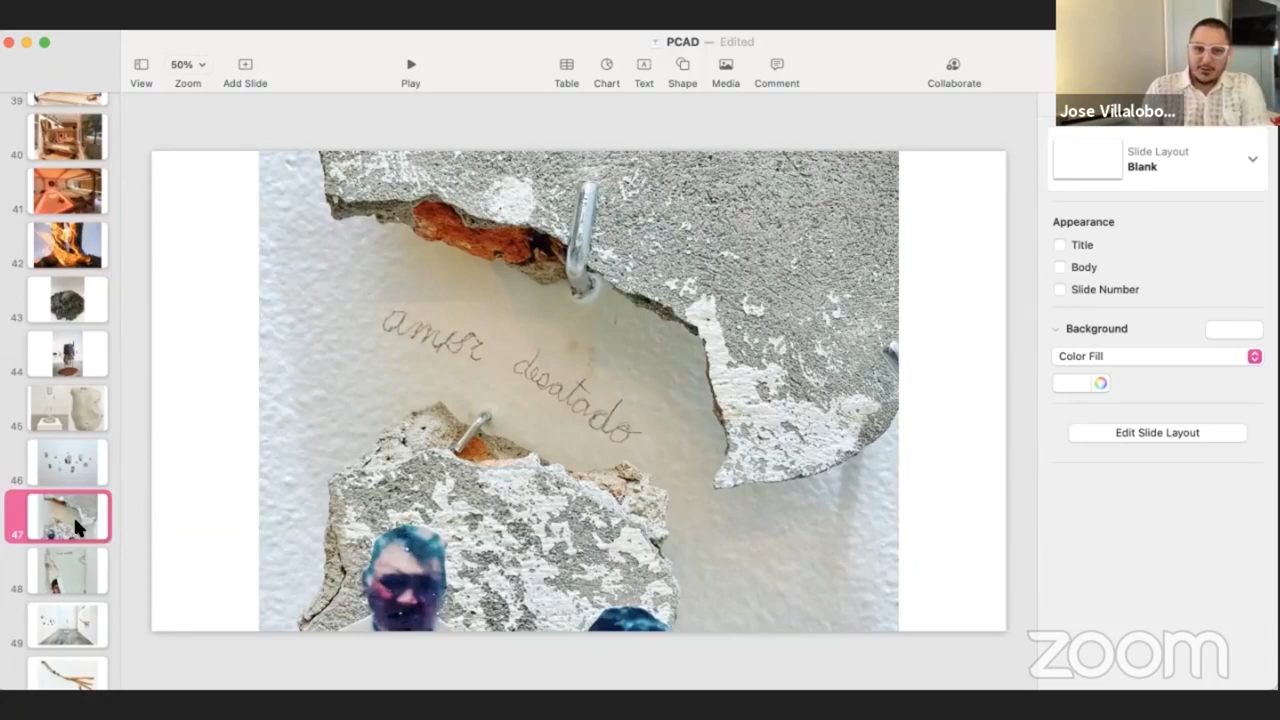 PCAD — Edited
50%
View
Zoom
Add Slide
Play
Table
Chart
Text
Shape
Media
Comment
Collaborate
Jose Villalobo...
39
40
41
42
43
44
45
46
47
48
49
amor desatado
Slide Layout
Blank
Appearance
Title
Body
Slide Number
Background
Color Fill
Edit Slide Layout
zoom